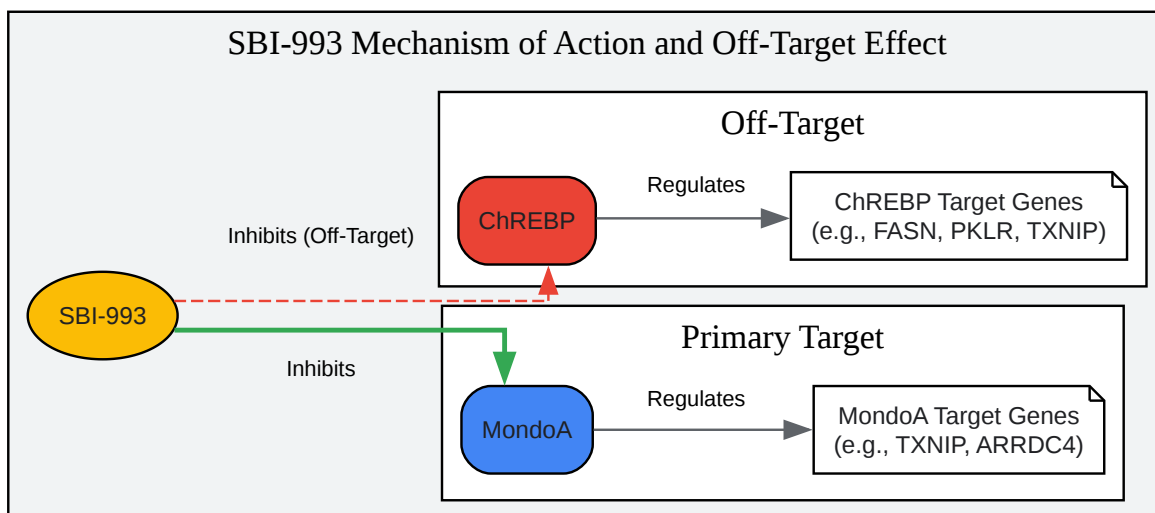 SBI-993 Mechanism of Action and Off-Target Effect
Off-Target
Regulates
ChREBP
ChREBP Target Genes
(e.g., FASN, PKLR, TXNIP)
Inhibits (Off-Target)
SBI-993
Primary Target
Inhibits
Regulates
MondoA
MondoA Target Genes
(e.g., TXNIP, ARRDC4)